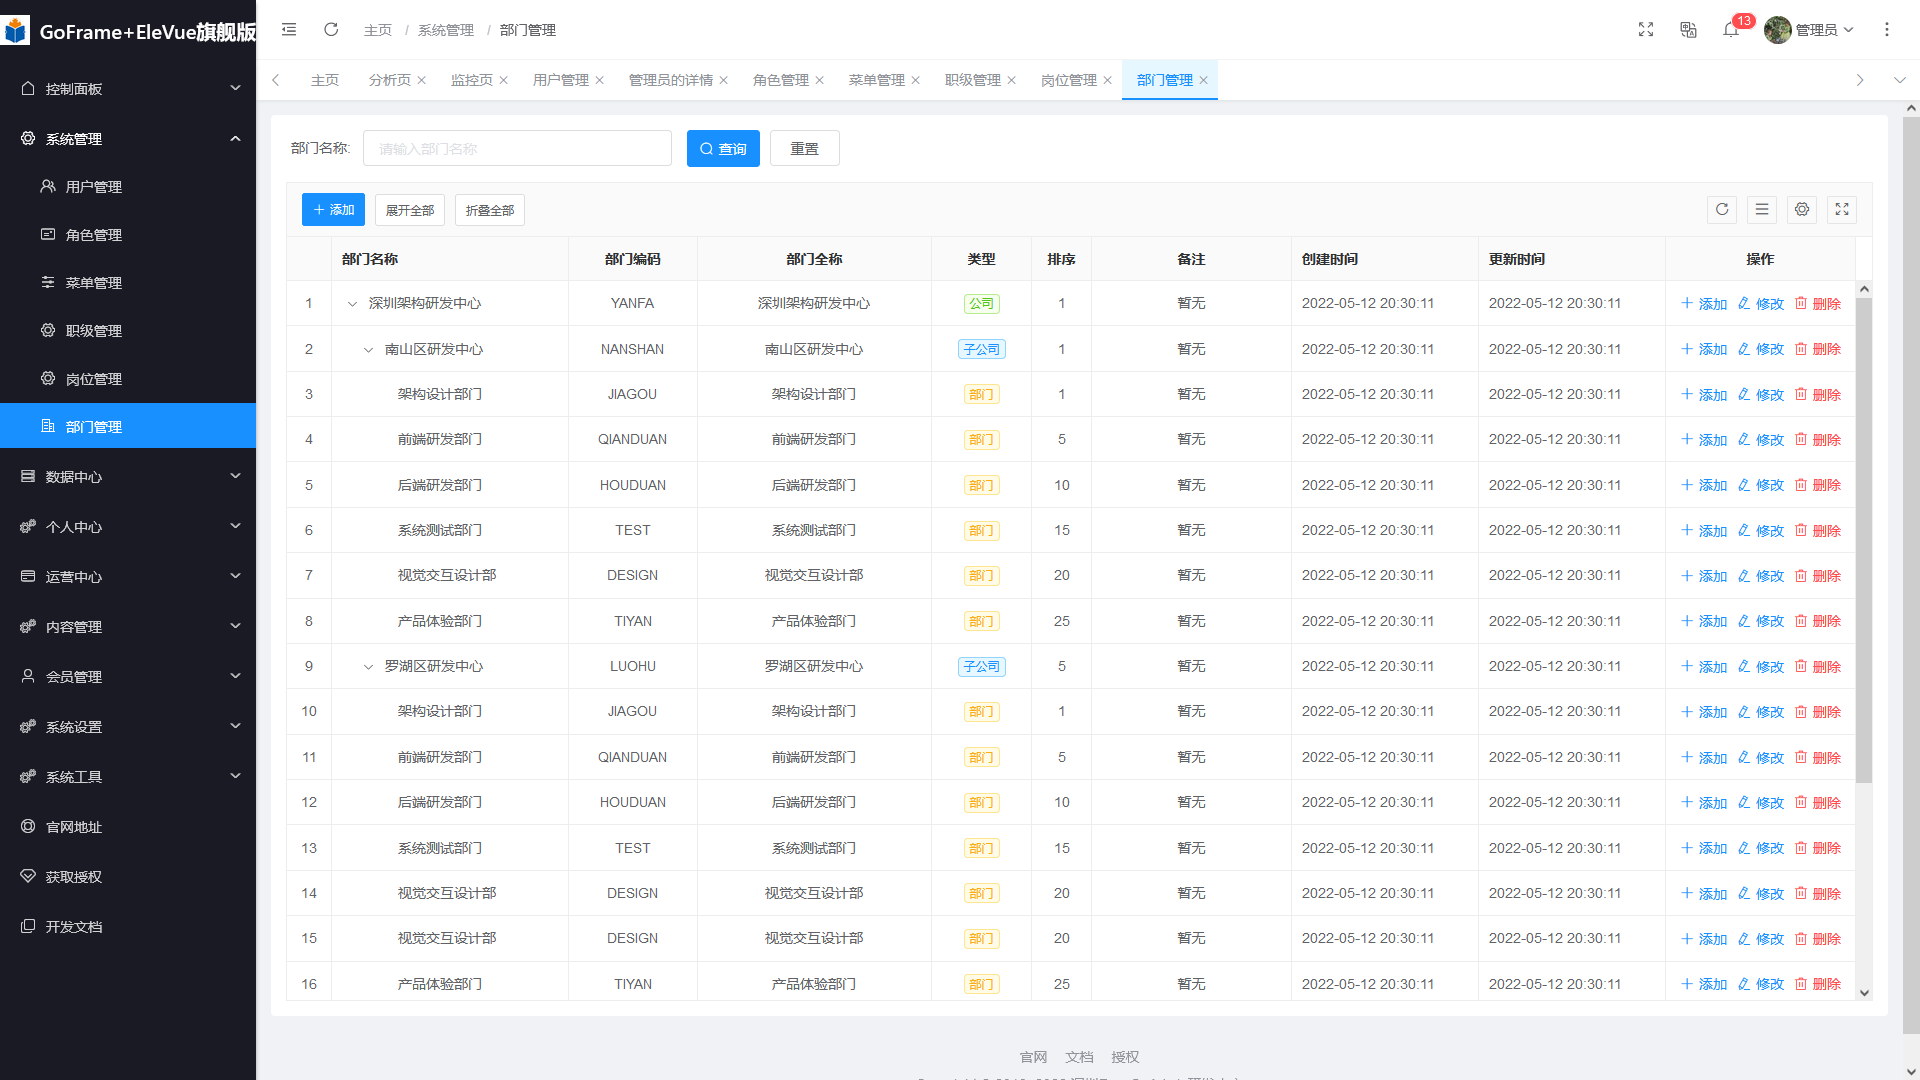 GoFrame+EleVue旗舰版
主页 / 系统管理 / 部门管理
13
管理员
主页 分析页 监控页 用户管理 管理员的详情 角色管理 菜单管理 职级管理 岗位管理 部门管理
控制面板
系统管理
用户管理
角色管理
菜单管理
职级管理
岗位管理
部门管理
数据中心
个人中心
运营中心
内容管理
会员管理
系统设置
系统工具
官网地址
获取授权
开发文档
部门名称: 请输入部门名称 查询 重置
添加 展开全部 折叠全部
部门名称 部门编码 部门全称 类型 排序 备注 创建时间 更新时间 操作
1 深圳架构研发中心 YANFA 深圳架构研发中心 公司 1 暂无 2022-05-12 20:30:11 2022-05-12 20:30:11 添加 修改 删除
2 南山区研发中心 NANSHAN 南山区研发中心 子公司 1 暂无 2022-05-12 20:30:11 2022-05-12 20:30:11 添加 修改 删除
3 架构设计部门 JIAGOU 架构设计部门 部门 1 暂无 2022-05-12 20:30:11 2022-05-12 20:30:11 添加 修改 删除
4 前端研发部门 QIANDUAN 前端研发部门 部门 5 暂无 2022-05-12 20:30:11 2022-05-12 20:30:11 添加 修改 删除
5 后端研发部门 HOUDUAN 后端研发部门 部门 10 暂无 2022-05-12 20:30:11 2022-05-12 20:30:11 添加 修改 删除
6 系统测试部门 TEST 系统测试部门 部门 15 暂无 2022-05-12 20:30:11 2022-05-12 20:30:11 添加 修改 删除
7 视觉交互设计部 DESIGN 视觉交互设计部 部门 20 暂无 2022-05-12 20:30:11 2022-05-12 20:30:11 添加 修改 删除
8 产品体验部门 TIYAN 产品体验部门 部门 25 暂无 2022-05-12 20:30:11 2022-05-12 20:30:11 添加 修改 删除
9 罗湖区研发中心 LUOHU 罗湖区研发中心 子公司 5 暂无 2022-05-12 20:30:11 2022-05-12 20:30:11 添加 修改 删除
10 架构设计部门 JIAGOU 架构设计部门 部门 1 暂无 2022-05-12 20:30:11 2022-05-12 20:30:11 添加 修改 删除
11 前端研发部门 QIANDUAN 前端研发部门 部门 5 暂无 2022-05-12 20:30:11 2022-05-12 20:30:11 添加 修改 删除
12 后端研发部门 HOUDUAN 后端研发部门 部门 10 暂无 2022-05-12 20:30:11 2022-05-12 20:30:11 添加 修改 删除
13 系统测试部门 TEST 系统测试部门 部门 15 暂无 2022-05-12 20:30:11 2022-05-12 20:30:11 添加 修改 删除
14 视觉交互设计部 DESIGN 视觉交互设计部 部门 20 暂无 2022-05-12 20:30:11 2022-05-12 20:30:11 添加 修改 删除
15 视觉交互设计部 DESIGN 视觉交互设计部 部门 20 暂无 2022-05-12 20:30:11 2022-05-12 20:30:11 添加 修改 删除
16 产品体验部门 TIYAN 产品体验部门 部门 25 暂无 2022-05-12 20:30:11 2022-05-12 20:30:11 添加 修改 删除
官网 文档 授权